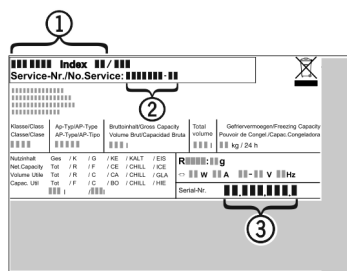 1
Index /
Service-Nr./No.Service: -
2
Klasse/Class Ap-Typ/AP-Type Bruttoinhalt/Gross Capacity Total Gefriervermoegen/Freezing Capacity
Classe/Clase AP-Type/AP-Tipo Volume Brut/Capacidad Bruta volume Pouvoir de Congel./Capac.Congeladora
l l kg / 24 h
Nutzinhalt Ges / K / G / KE / KALT / EIS
Net.Capacity Tot / R / F / CE / CHILL / ICE
Volume Utile Tot / R / C / CA / CHILL / GLA
Capac. Util Tot / F / C / BO / CHILL / HIE
l / l
R : g
W A - V Hz
Serial-Nr. . . .
3